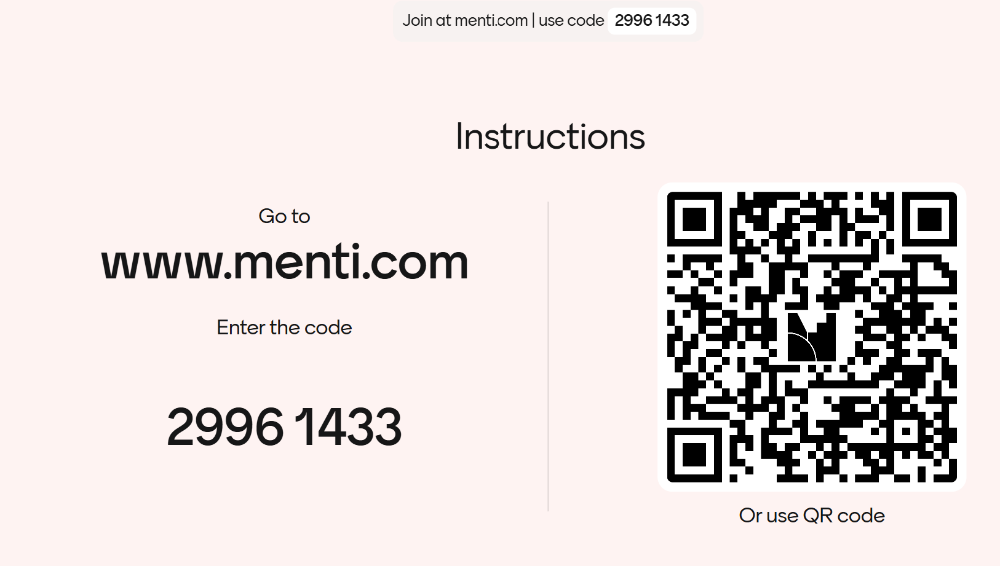 Join at menti.com | use code 2996 1433
Instructions
Go to
www.menti.com
Enter the code
2996 1433
Or use QR code